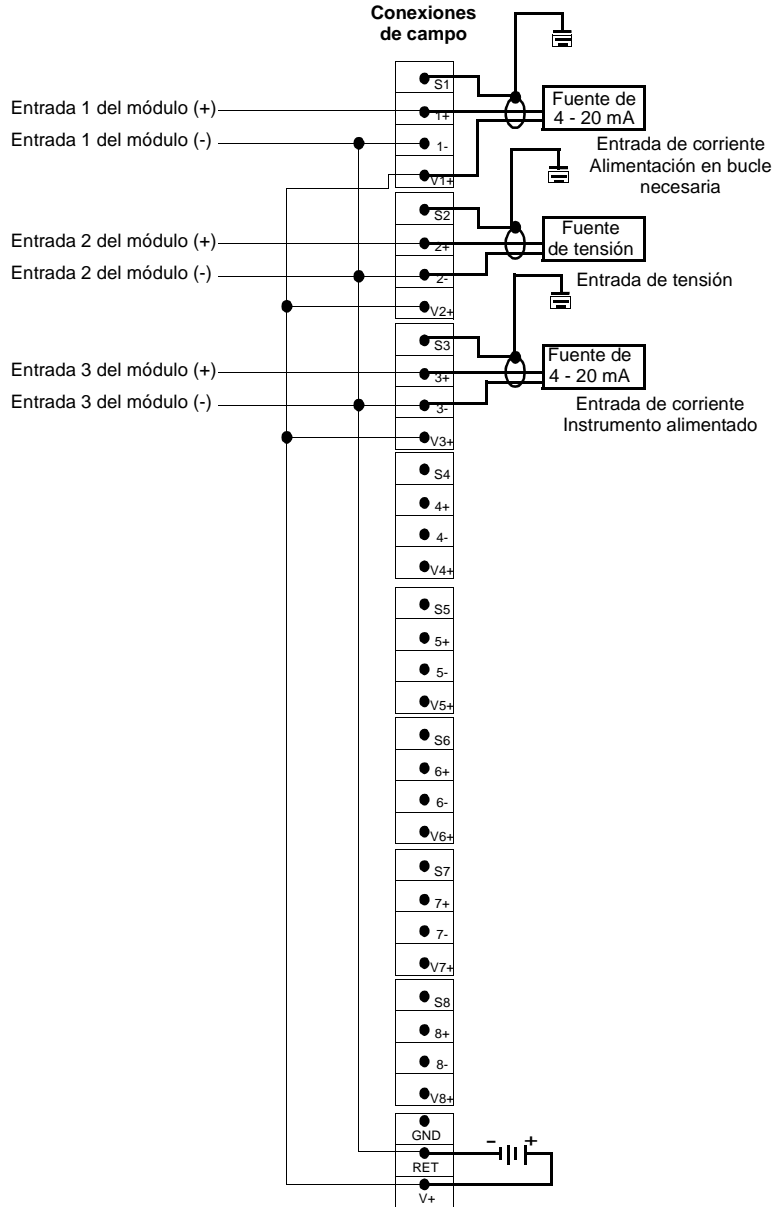 Conexiones
de campo
S1
Entrada 1 del módulo (+)
1+
Fuente de
4 - 20 mA
Entrada 1 del módulo (-)
1-
Entrada de corriente
Alimentación en bucle
necesaria
V1+
S2
Entrada 2 del módulo (+)
2+
Fuente
de tensión
Entrada 2 del módulo (-)
2-
Entrada de tensión
V2+
S3
Entrada 3 del módulo (+)
3+
Fuente de
4 - 20 mA
Entrada 3 del módulo (-)
3-
Entrada de corriente
Instrumento alimentado
V3+
S4
4+
4-
V4+
S5
5+
5-
V5+
S6
6+
6-
V6+
S7
7+
7-
V7+
S8
8+
8-
V8+
GND
- +
RET
V+